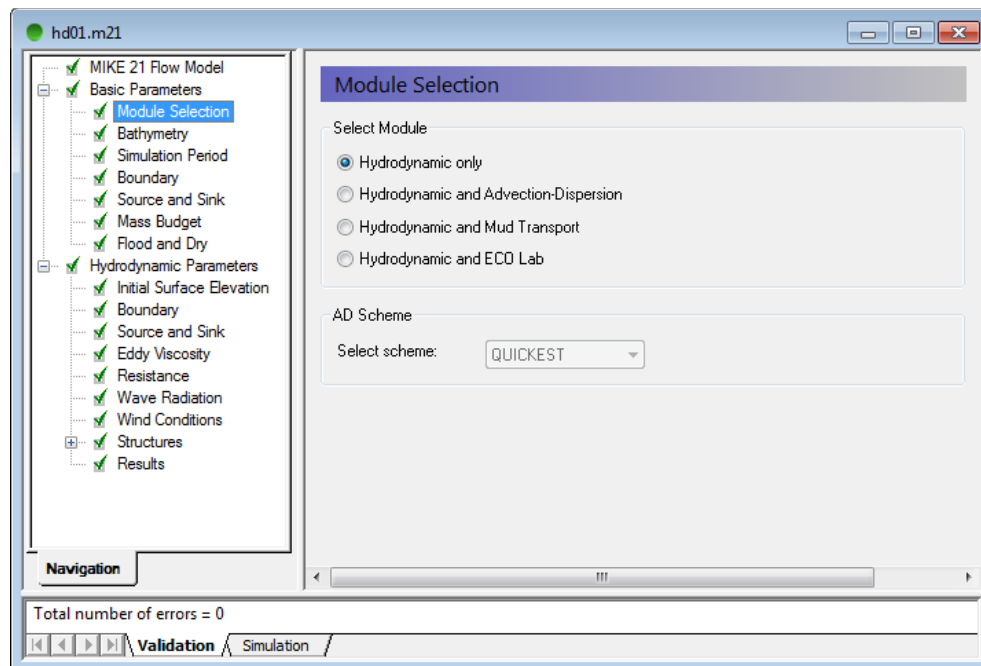 hd01.m21
MIKE 21 Flow Model
Basic Parameters
Module Selection
Bathymetry
Simulation Period
Boundary
Source and Sink
Mass Budget
Flood and Dry
Hydrodynamic Parameters
Initial Surface Elevation
Boundary
Source and Sink
Eddy Viscosity
Resistance
Wave Radiation
Wind Conditions
Structures
Results
Navigation
Module Selection
Select Module
Hydrodynamic only
Hydrodynamic and Advection-Dispersion
Hydrodynamic and Mud Transport
Hydrodynamic and ECO Lab
AD Scheme
Select scheme: QUICKEST
Total number of errors = 0
Validation Simulation